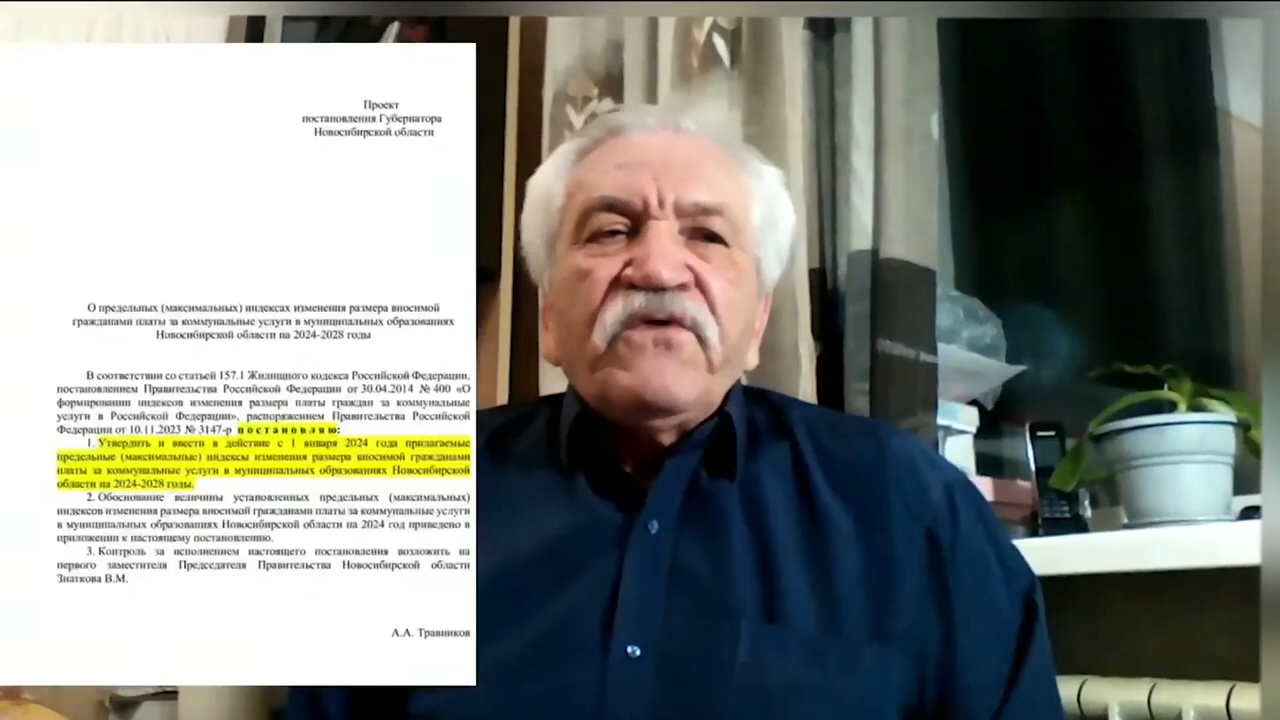 Проект
постановления Губернатора
Новосибирской области
О предельных (максимальных) индексах изменения размера вносимой
гражданами платы за коммунальные услуги в муниципальных образованиях
Новосибирской области на 2024-2028 годы
В соответствии со статьей 157.1 Жилищного кодекса Российской Федерации,
постановлением Правительства Российской Федерации от 30.04.2014 № 400 «О
формировании индексов изменения размера платы граждан за коммунальные
услуги в Российской Федерации», распоряжением Правительства Российской
Федерации от 10.11.2023 № 3147-р постановляю:
1. Утвердить и ввести в действие с 1 января 2024 года прилагаемые
предельные (максимальные) индексы изменения размера вносимой гражданами
платы за коммунальные услуги в муниципальных образованиях Новосибирской
области на 2024-2028 годы.
2. Обоснование величины установленных предельных (максимальных)
индексов изменения размера вносимой гражданами платы за коммунальные услуги
в муниципальных образованиях Новосибирской области на 2024 год приведено в
приложении к настоящему постановлению.
3. Контроль за исполнением настоящего постановления возложить на
первого заместителя Председателя Правительства Новосибирской области
Знаткова В.М.
А.А. Травников